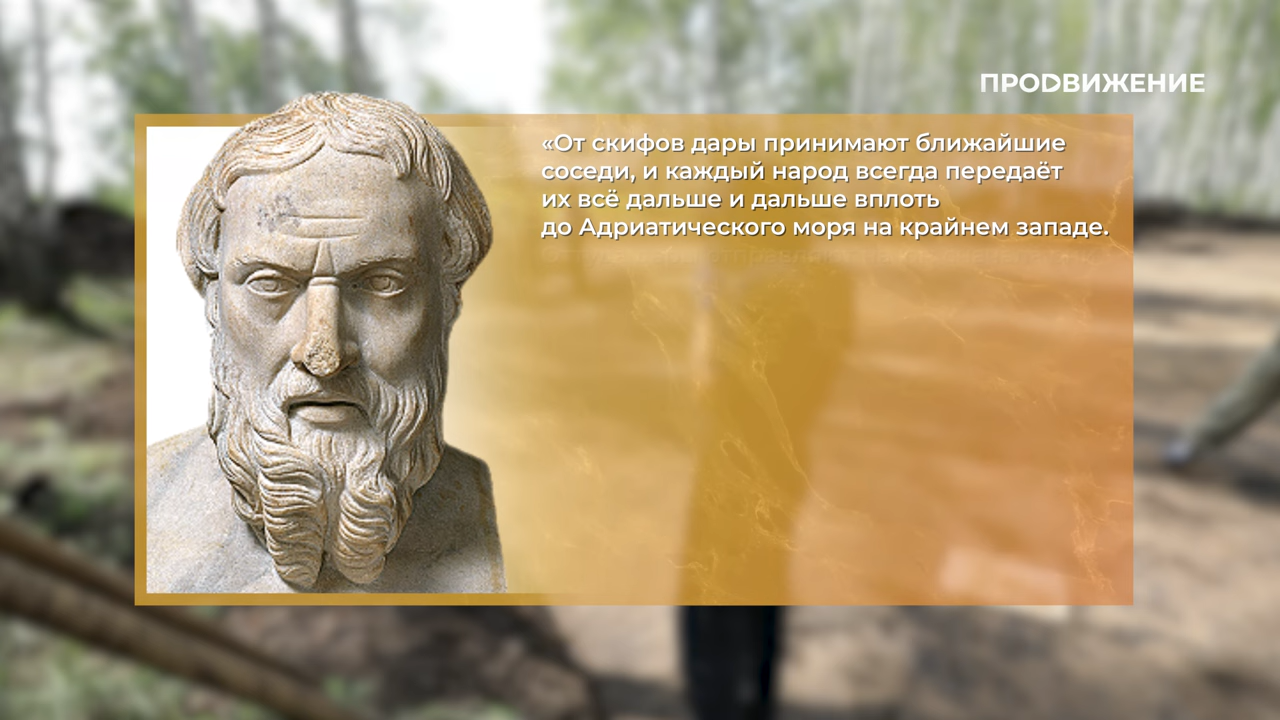 ПРОДВИЖЕНИЕ
«От скифов дары принимают ближайшие
соседи, и каждый народ всегда передаёт
их всё дальше и дальше вплоть
до Адриатического моря на крайнем западе.